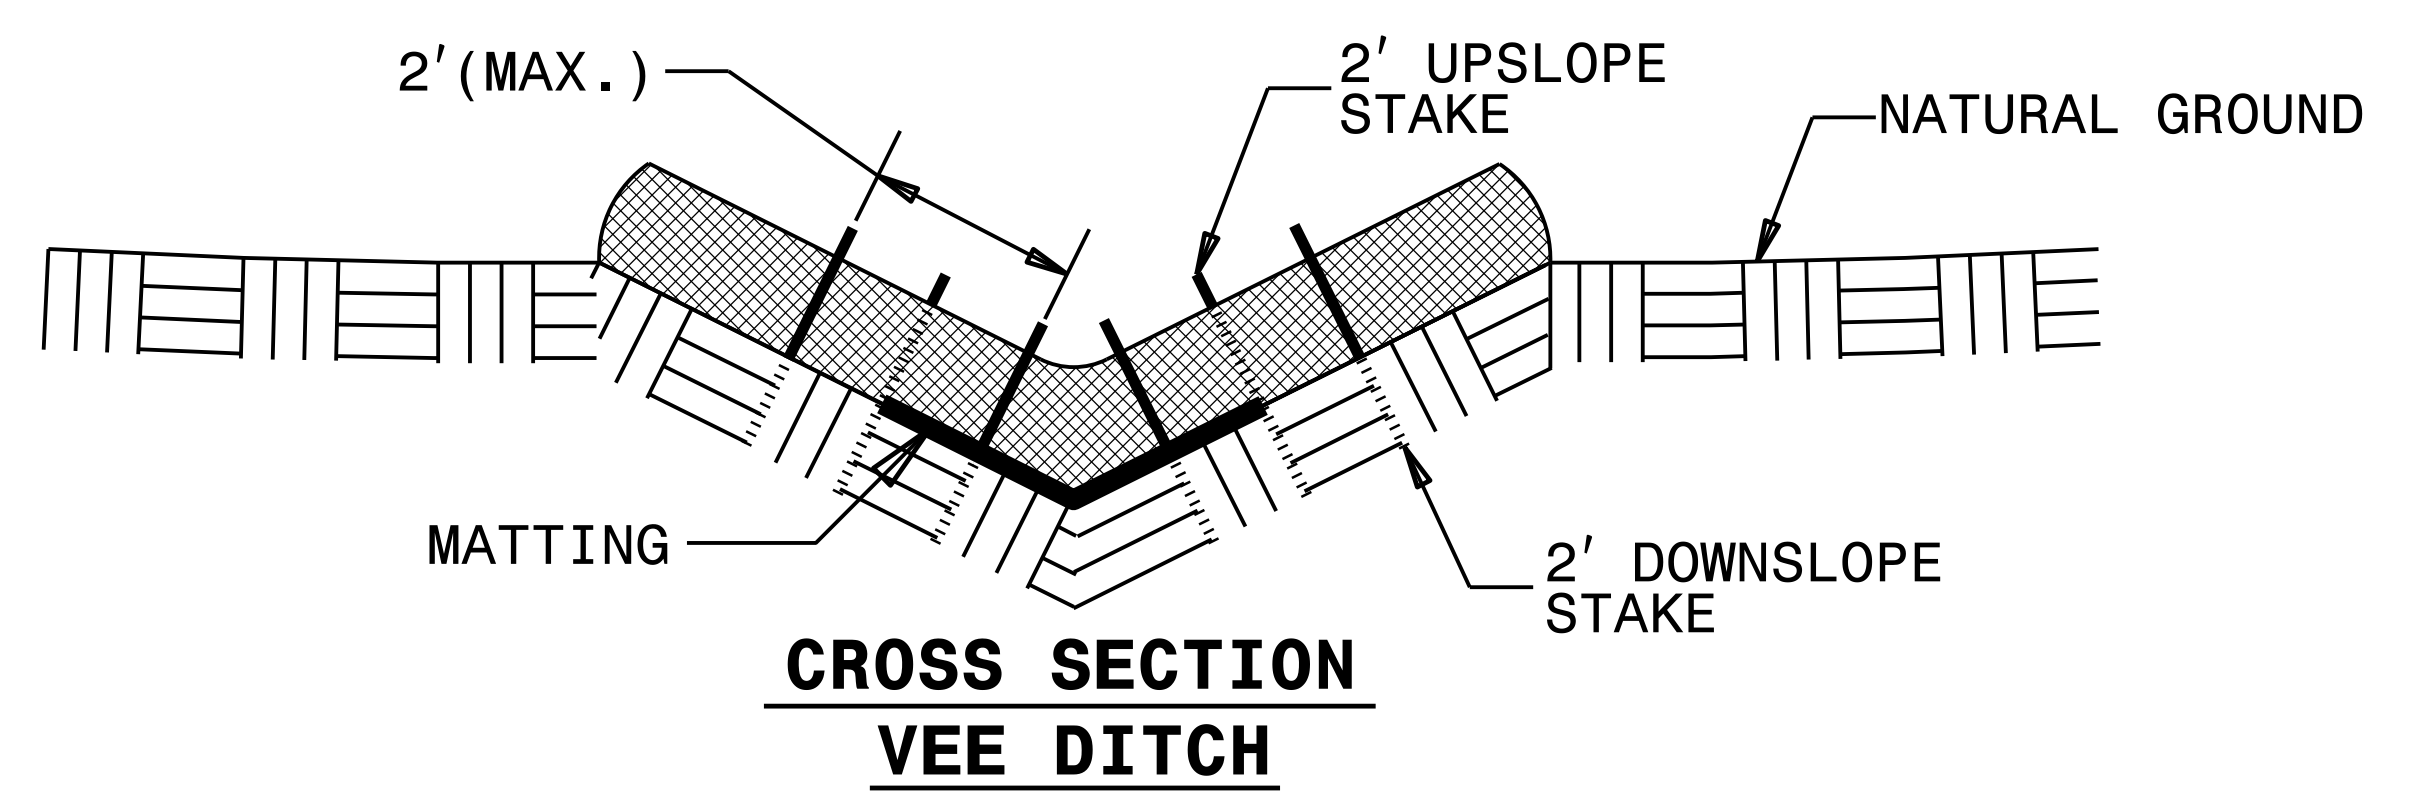 2'(MAX.)
2' UPSLOPE
STAKE
NATURAL GROUND
MATTING
2' DOWNSLOPE
STAKE
CROSS SECTION
VEE DITCH